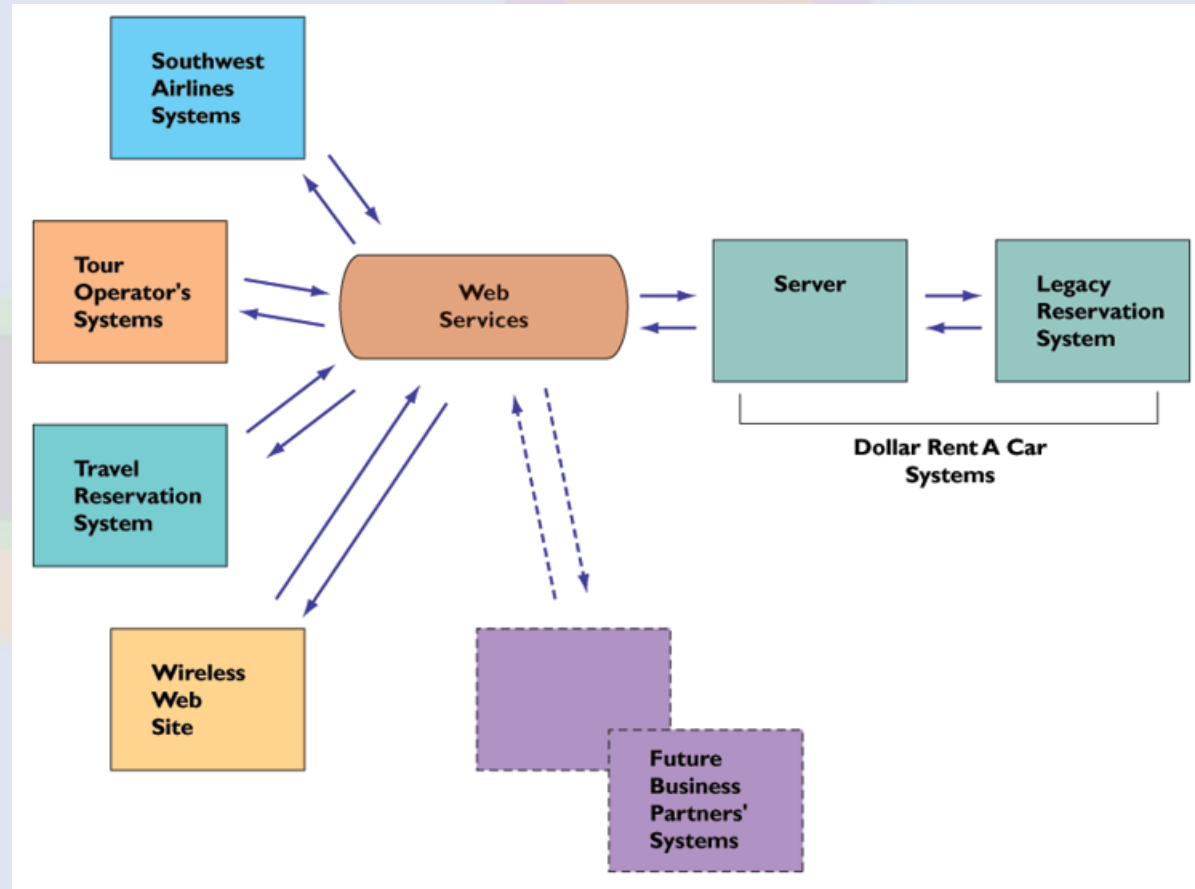 Southwest
Airlines
Systems
Tour
Operator's
Systems
Web
Services
Server
Legacy
Reservation
System
Dollar Rent A Car
Systems
Travel
Reservation
System
Wireless
Web
Site
Future
Business
Partners'
Systems